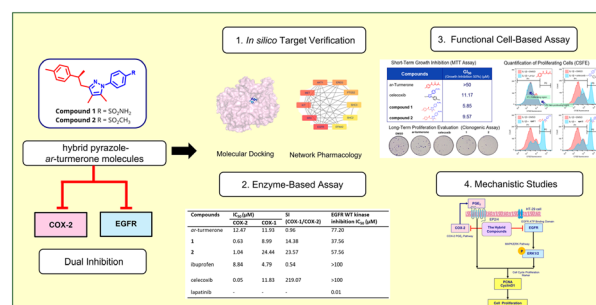 Compound 1 R = SO2NH2
Compound 2 R = SO2CH3
hybrid pyrazole-
ar-turmerone molecules
COX-2
EGFR
Dual Inhibition
1. In silico Target Verification
Molecular Docking
Network Pharmacology
2. Enzyme-Based Assay
Compounds IC50 (μM) SI (COX-1/COX-2) EGFR WT kinase inhibition IC50 (μM)
COX-2 COX-1
ar-turmerone 12.47 11.93 0.96 77.20
1 0.63 8.99 14.38 37.56
2 1.04 24.44 23.57 57.56
ibuprofen 8.84 4.79 0.54 >100
celecoxib 0.05 11.83 219.07 >100
lapatinib - - - 0.01
3. Functional Cell-Based Assay
Short-Term Growth Inhibition (MTT Assay)
Compounds GI50
ar-Turmerone >50
celecoxib 11.17
compound 1 5.85
compound 2 9.57
Long-Term Proliferation Evaluation (Clonogenic Assay)
Quantification of Proliferating Cells (CSFE)
4. Mechanistic Studies
HT-29 cell
COX-2
The Hybrid Compounds
EGFR
ERK1/2
PCNA
CyclinD1
Cell Proliferation